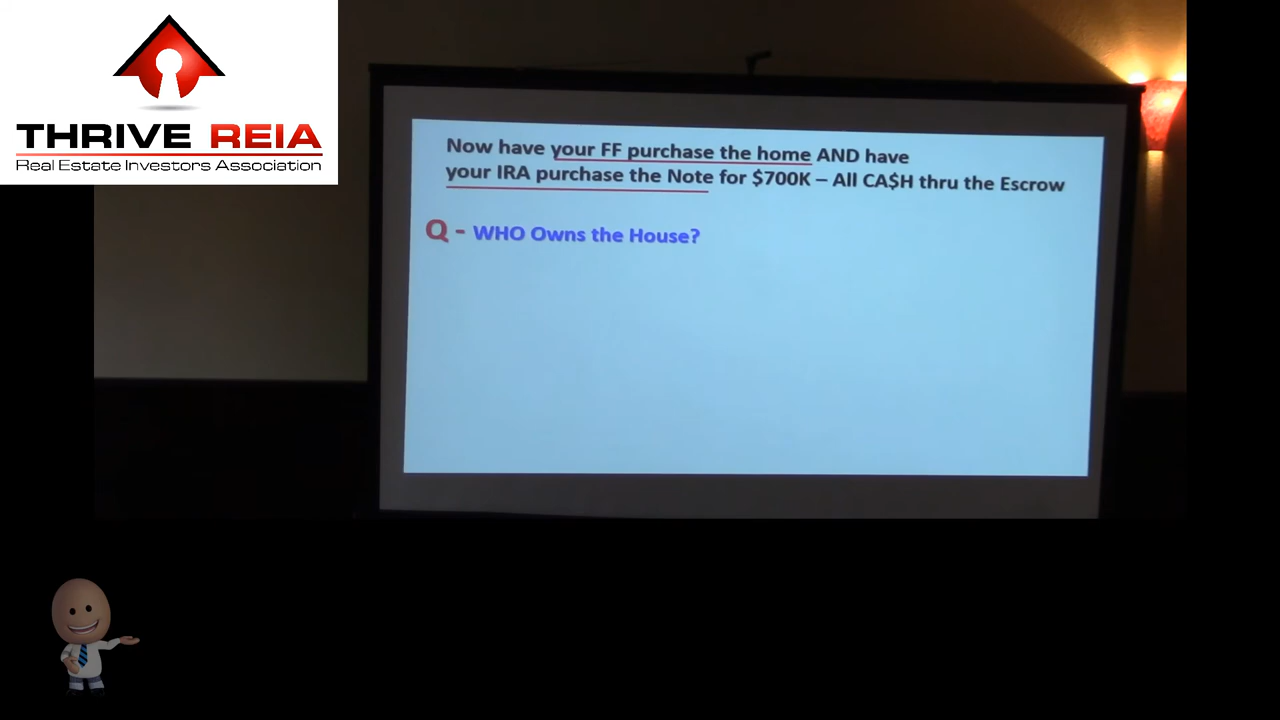 THRIVE REIA
Real Estate Investors Association
Now have your FF purchase the home AND have
your IRA purchase the Note for $700K – All CA$H thru the Escrow
Q - WHO Owns the House?